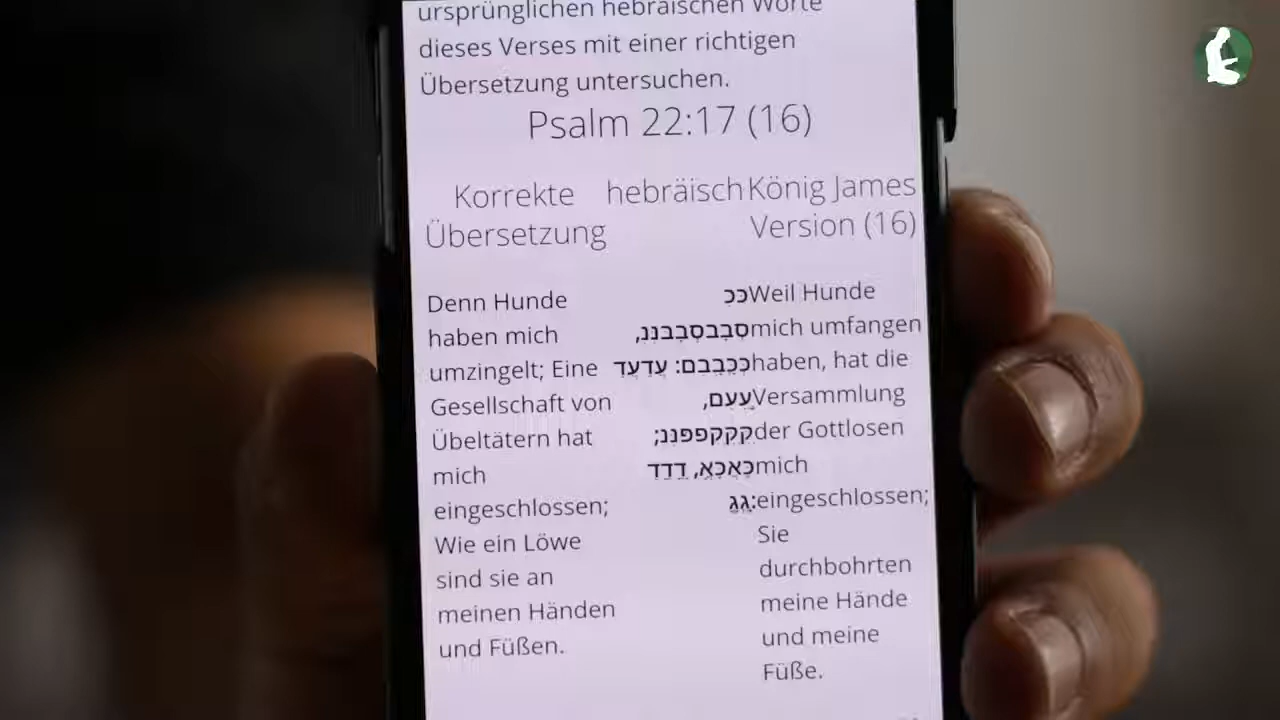 ursprünglichen hebräischen Worte
dieses Verses mit einer richtigen
Übersetzung untersuchen.
Psalm 22:17 (16)
Korrekte
Übersetzung
hebräisch
König James
Version (16)
Denn Hunde
haben mich
umzingelt; Eine
Gesellschaft von
Übeltätern hat
mich
eingeschlossen;
Wie ein Löwe
sind sie an
meinen Händen
und Füßen.
Weil Hunde
mich umfangen
haben, hat die
Versammlung
der Gottlosen
mich
eingeschlossen;
Sie
durchbohrten
meine Hände
und meine
Füße.